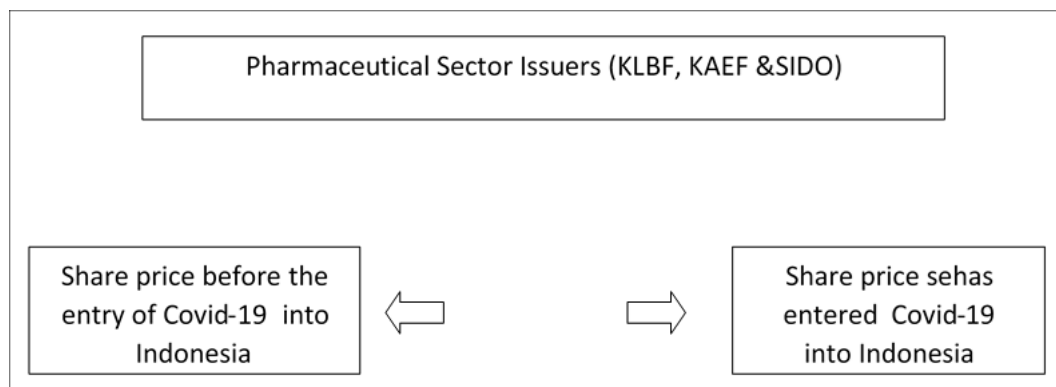 Pharmaceutical Sector Issuers (KLBF, KAEF &SIDO)
Share price before the
entry of Covid-19 into
Indonesia
Share price sehas
entered Covid-19
into Indonesia